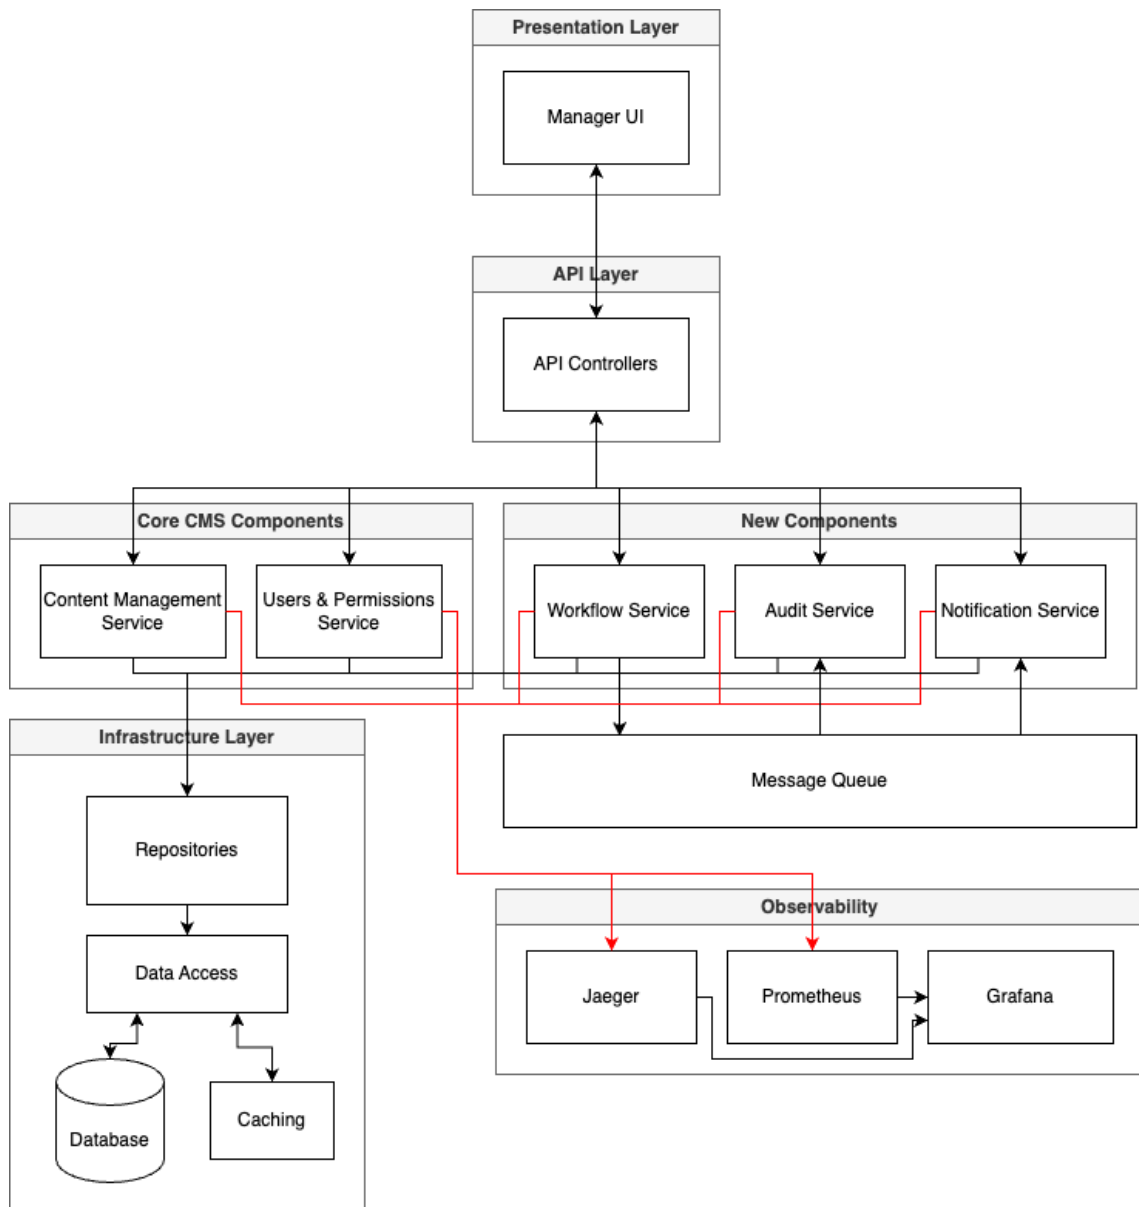 Presentation Layer
Manager UI
API Layer
API Controllers
Core CMS Components
New Components
Content Management
Service
Users & Permissions
Service
Workflow Service
Audit Service
Notification Service
Infrastructure Layer
Message Queue
Repositories
Observability
Data Access
Jaeger
Prometheus
Grafana
Database
Caching